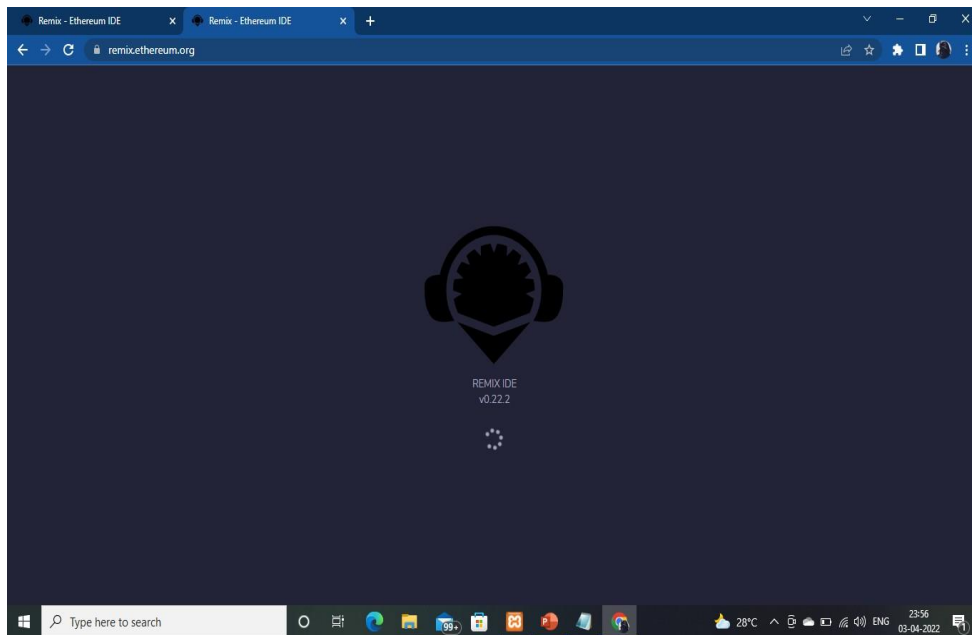 Remix - Ethereum IDE
Remix - Ethereum IDE
remix.ethereum.org
REMIX IDE
v0.22.2
Type here to search
99+
28°C
ENG
23:56
03-04-2022
1